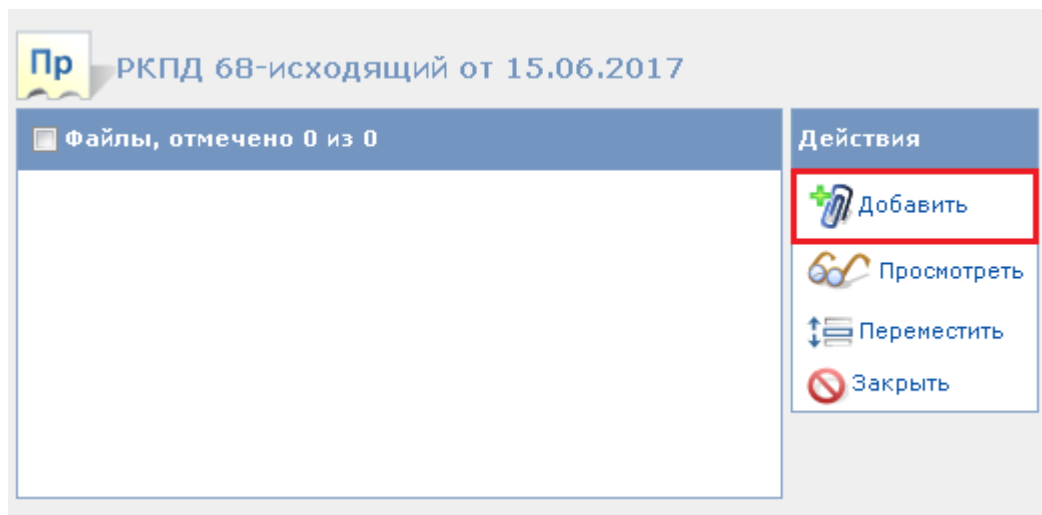 Пр
РКПД 68-исходящий от 15.06.2017
Файлы, отмечено 0 из 0
Действия
Добавить
Просмотреть
Переместить
Закрыть